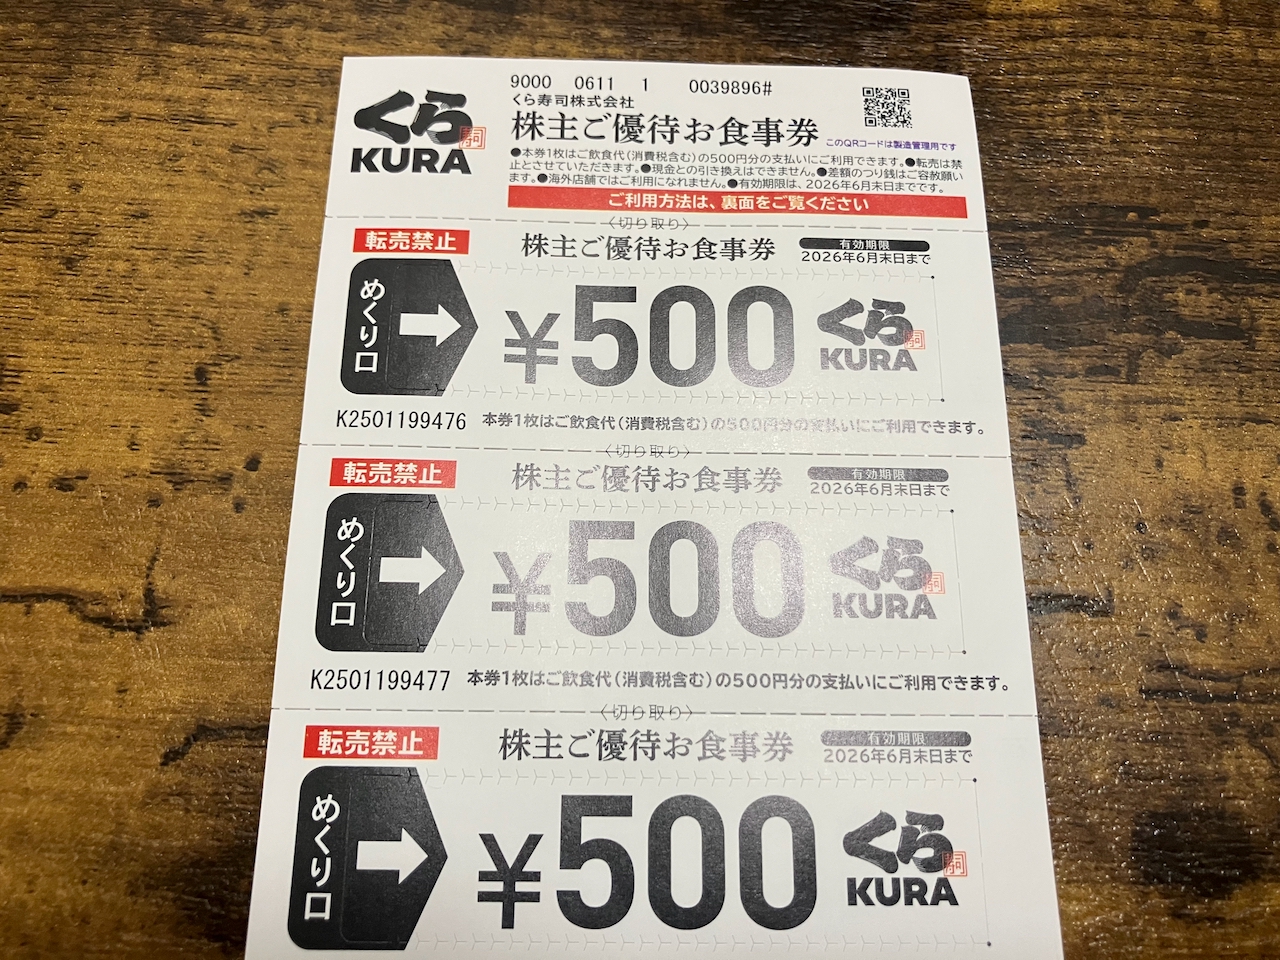 くら
寿司
KURA
9000 0611 1 0039896#
くら寿司株式会社
株主ご優待お食事券
このQRコードは製造管理用です
●本券1枚はご飲食代(消費税含む)の500円分の支払いにご利用できます。●転売は禁
止とさせていただきます。●現金との引き換えはできません。●差額のつり銭はご容赦願い
ます。●海外店舗ではご利用になれません。●有効期限は、2026年6月末日までです。
ご利用方法は、裏面をご覧ください
〈切り取り〉
転売禁止
株主ご優待お食事券
有効期限
2026年6月末日まで
めくり口
¥500
くら
KURA
K2501199476
本券1枚はご飲食代(消費税含む)の500円分の支払いにご利用できます。
〈切り取り〉
転売禁止
株主ご優待お食事券
有効期限
2026年6月末日まで
めくり口
¥500
くら
KURA
K2501199477
本券1枚はご飲食代(消費税含む)の500円分の支払いにご利用できます。
〈切り取り〉
転売禁止
株主ご優待お食事券
有効期限
2026年6月末日まで
めくり口
¥500
くら
KURA